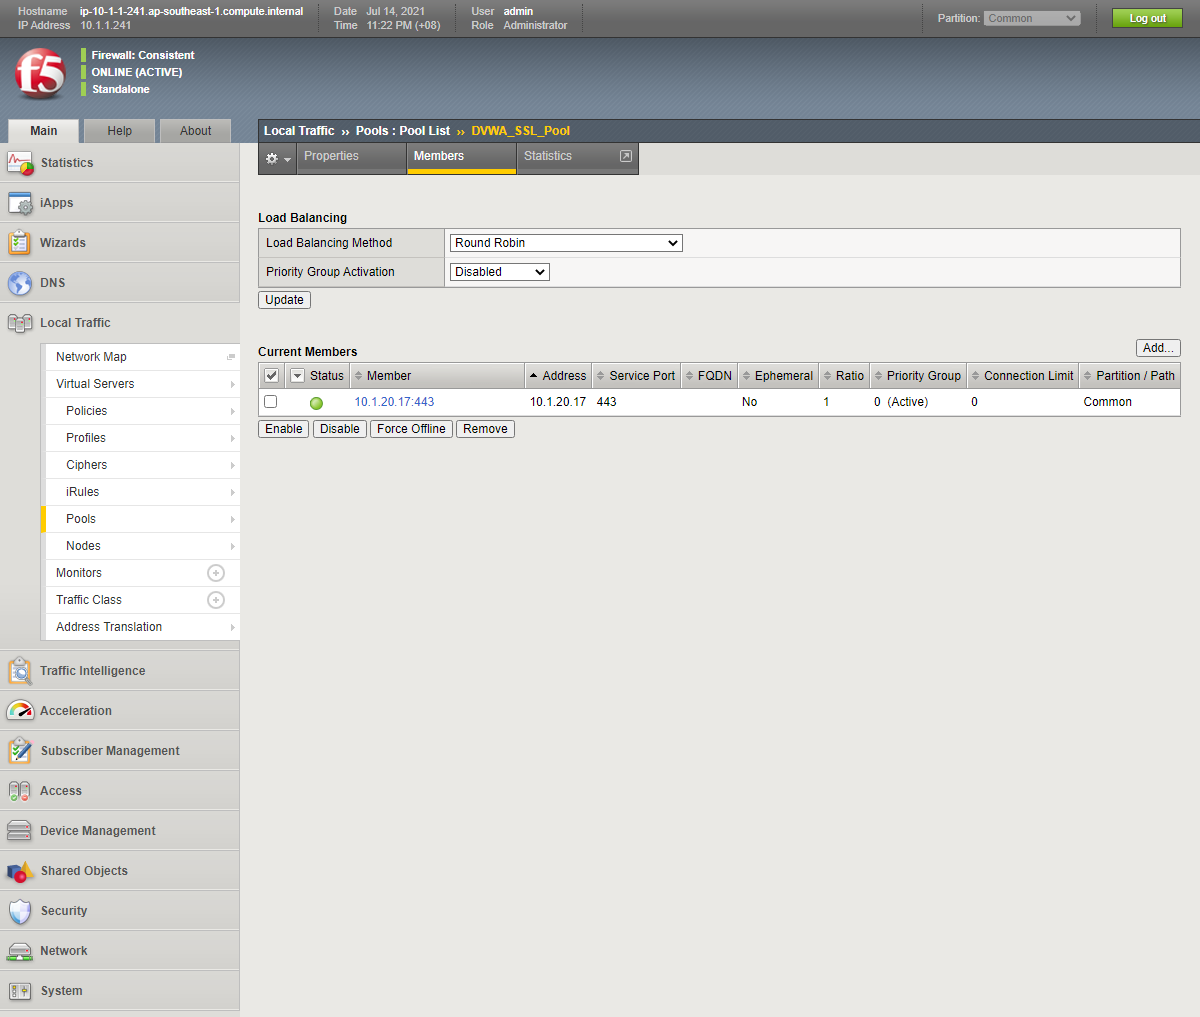 Hostname ip-10-1-1-241.ap-southeast-1.compute.internal Date Jul 14, 2021 User admin
IP Address 10.1.1.241 Time 11:22 PM (+08) Role Administrator
Partition: Common Log out
f5
Firewall: Consistent
ONLINE (ACTIVE)
Standalone
Main Help About
Local Traffic ›› Pools : Pool List ›› DVWA_SSL_Pool
Properties Members Statistics
Statistics
iApps
Wizards
DNS
Local Traffic
Network Map
Virtual Servers
Policies
Profiles
Ciphers
iRules
Pools
Nodes
Monitors
Traffic Class
Address Translation
Traffic Intelligence
Acceleration
Subscriber Management
Access
Device Management
Shared Objects
Security
Network
System
Load Balancing
Load Balancing Method Round Robin
Priority Group Activation Disabled
Update
Current Members Add...
Status Member Address Service Port FQDN Ephemeral Ratio Priority Group Connection Limit Partition / Path
10.1.20.17:443 10.1.20.17 443 No 1 0 (Active) 0 Common
Enable Disable Force Offline Remove